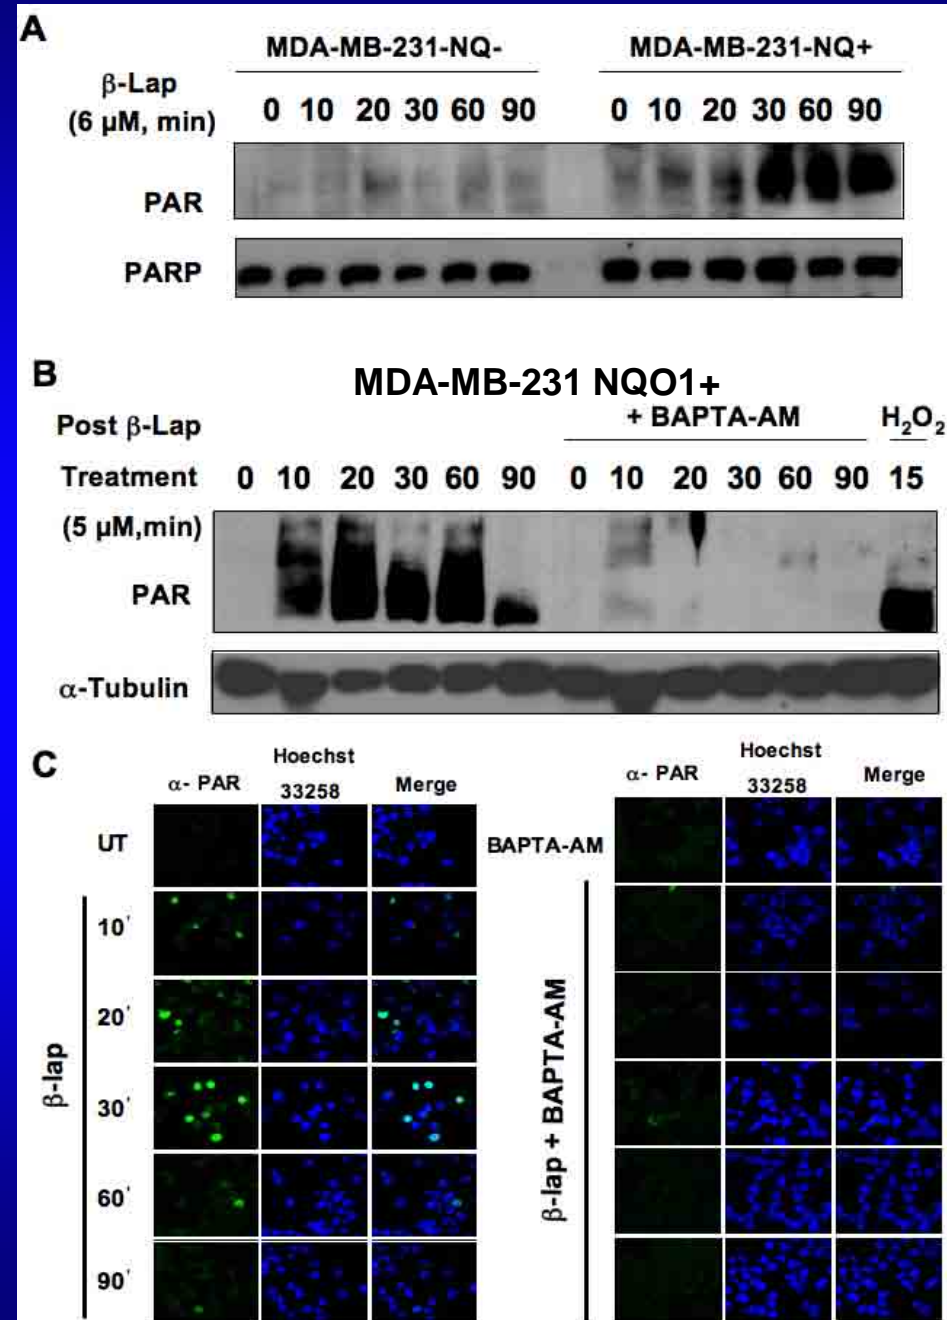 A
MDA-MB-231-NQ- MDA-MB-231-NQ+
β-Lap
(6 µM, min) 0 10 20 30 60 90 0 10 20 30 60 90
PAR
PARP
B
MDA-MB-231 NQO1+
Post β-Lap + BAPTA-AM H₂O₂
Treatment 0 10 20 30 60 90 0 10 20 30 60 90 15
(5 µM,min)
PAR
α-Tubulin
C
α- PAR Hoechst 33258 Merge
α- PAR Hoechst 33258 Merge
UT
BAPTA-AM
β-lap
10'
20'
30'
60'
90'
β-lap + BAPTA-AM